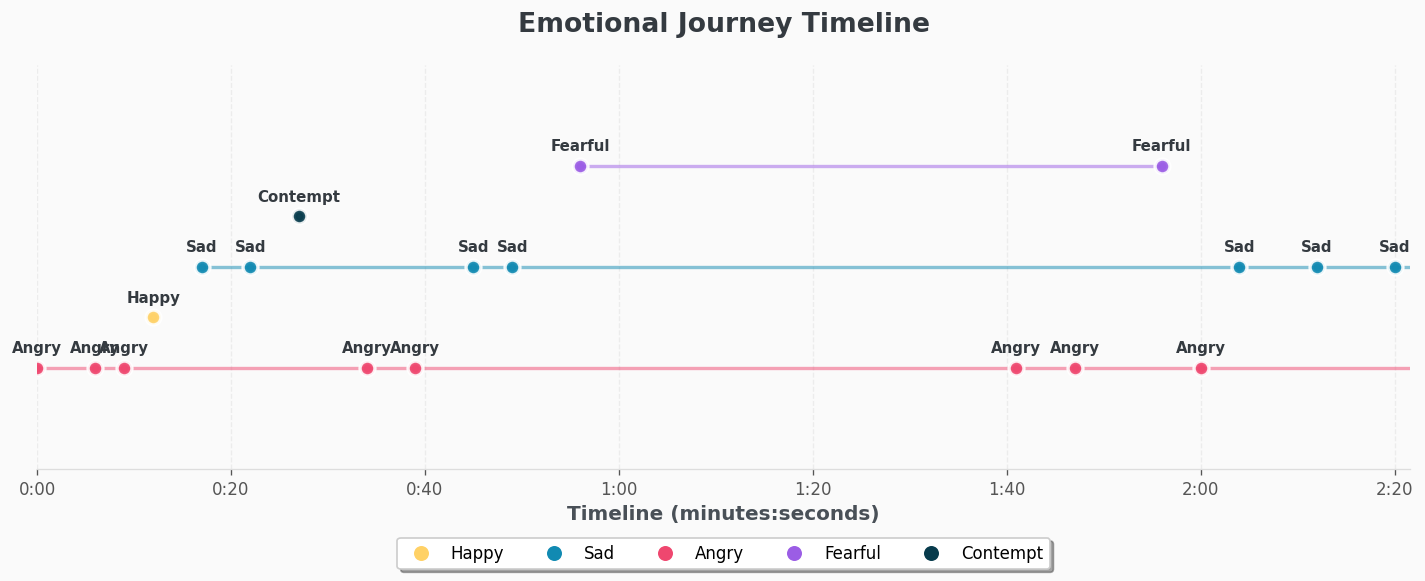 Emotional Journey Timeline
Fearful Fearful
Contempt
Sad Sad Sad Sad Sad Sad Sad
Happy
Angry Angry Angry Angry Angry Angry Angry Angry
0:00 0:20 0:40 1:00 1:20 1:40 2:00 2:20
Timeline (minutes:seconds)
Happy Sad Angry Fearful Contempt